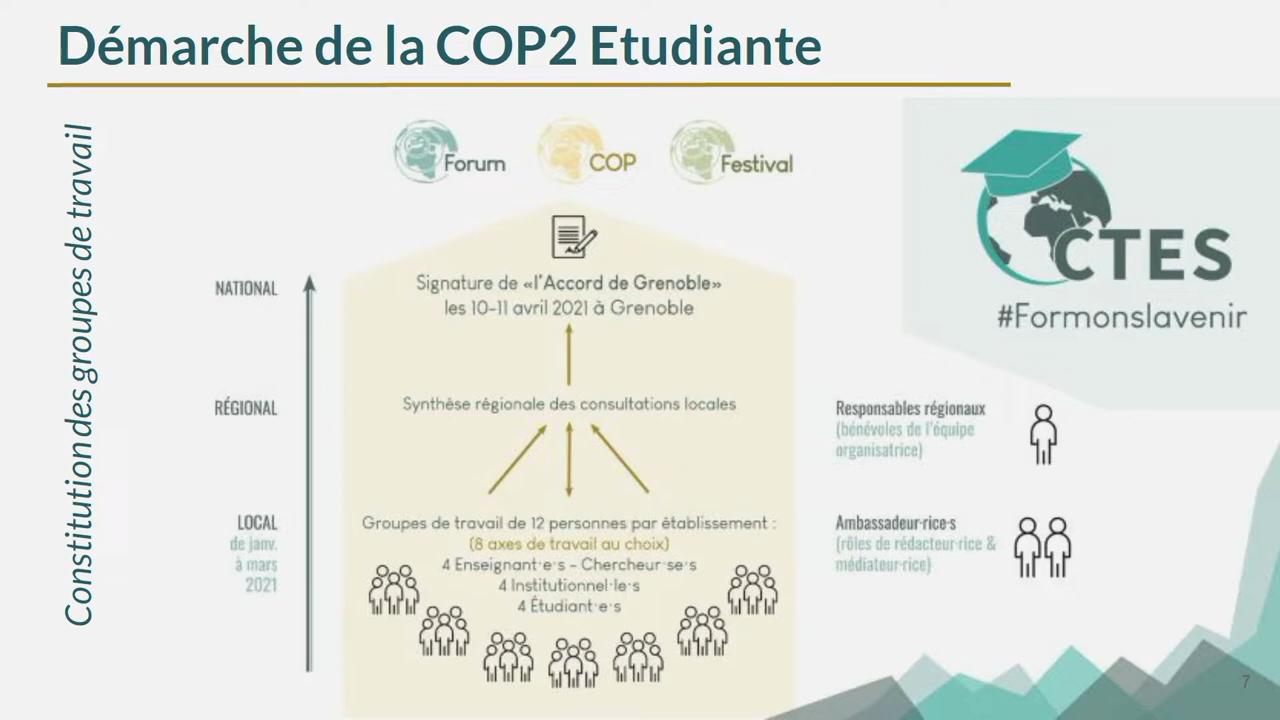 Démarche de la COP2 Etudiante
Constitution des groupes de travail
Forum
COP
Festival
CTES
#Formonslavenir
NATIONAL
Signature de «l'Accord de Grenoble»
les 10-11 avril 2021 à Grenoble
RÉGIONAL
Synthèse régionale des consultations locales
Responsables régionaux
(bénévoles de l'équipe
organisatrice)
LOCAL
de janv.
à mars
2021
Groupes de travail de 12 personnes par établissement :
(8 axes de travail au choix)
4 Enseignant·e·s - Chercheur·se·s
4 Institutionnel·le·s
4 Étudiant·e·s
Ambassadeur·rice·s
(rôles de rédacteur·rice &
médiateur·rice)
7